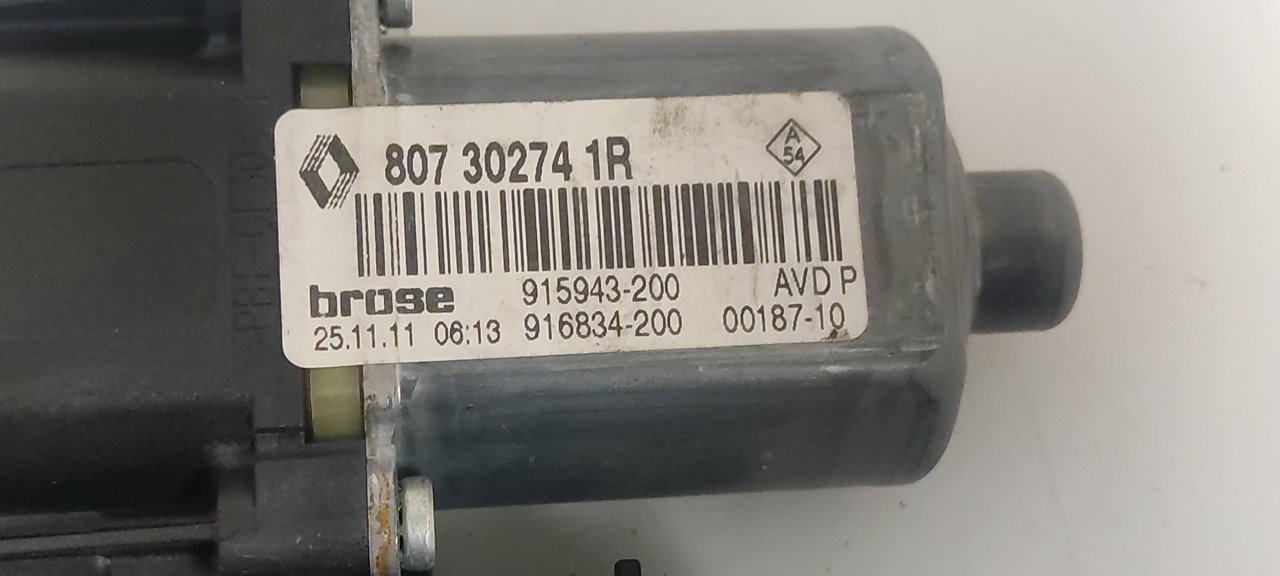 807 30274 1R
A
54
brose 915943-200 AVD P
25.11.11 06:13 916834-200 00187-10